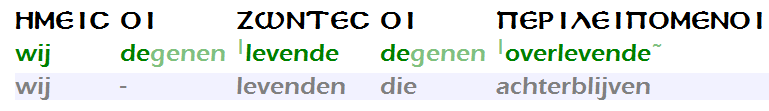 ΗΜΕΙϹ ΟΙ ΖΩΝΤΕϹ ΟΙ ΠΕΡΙΛΕΙΠΟΜΕΝΟΙ
wij degenen |levende degenen |overlevende~
wij - levenden die achterblijven